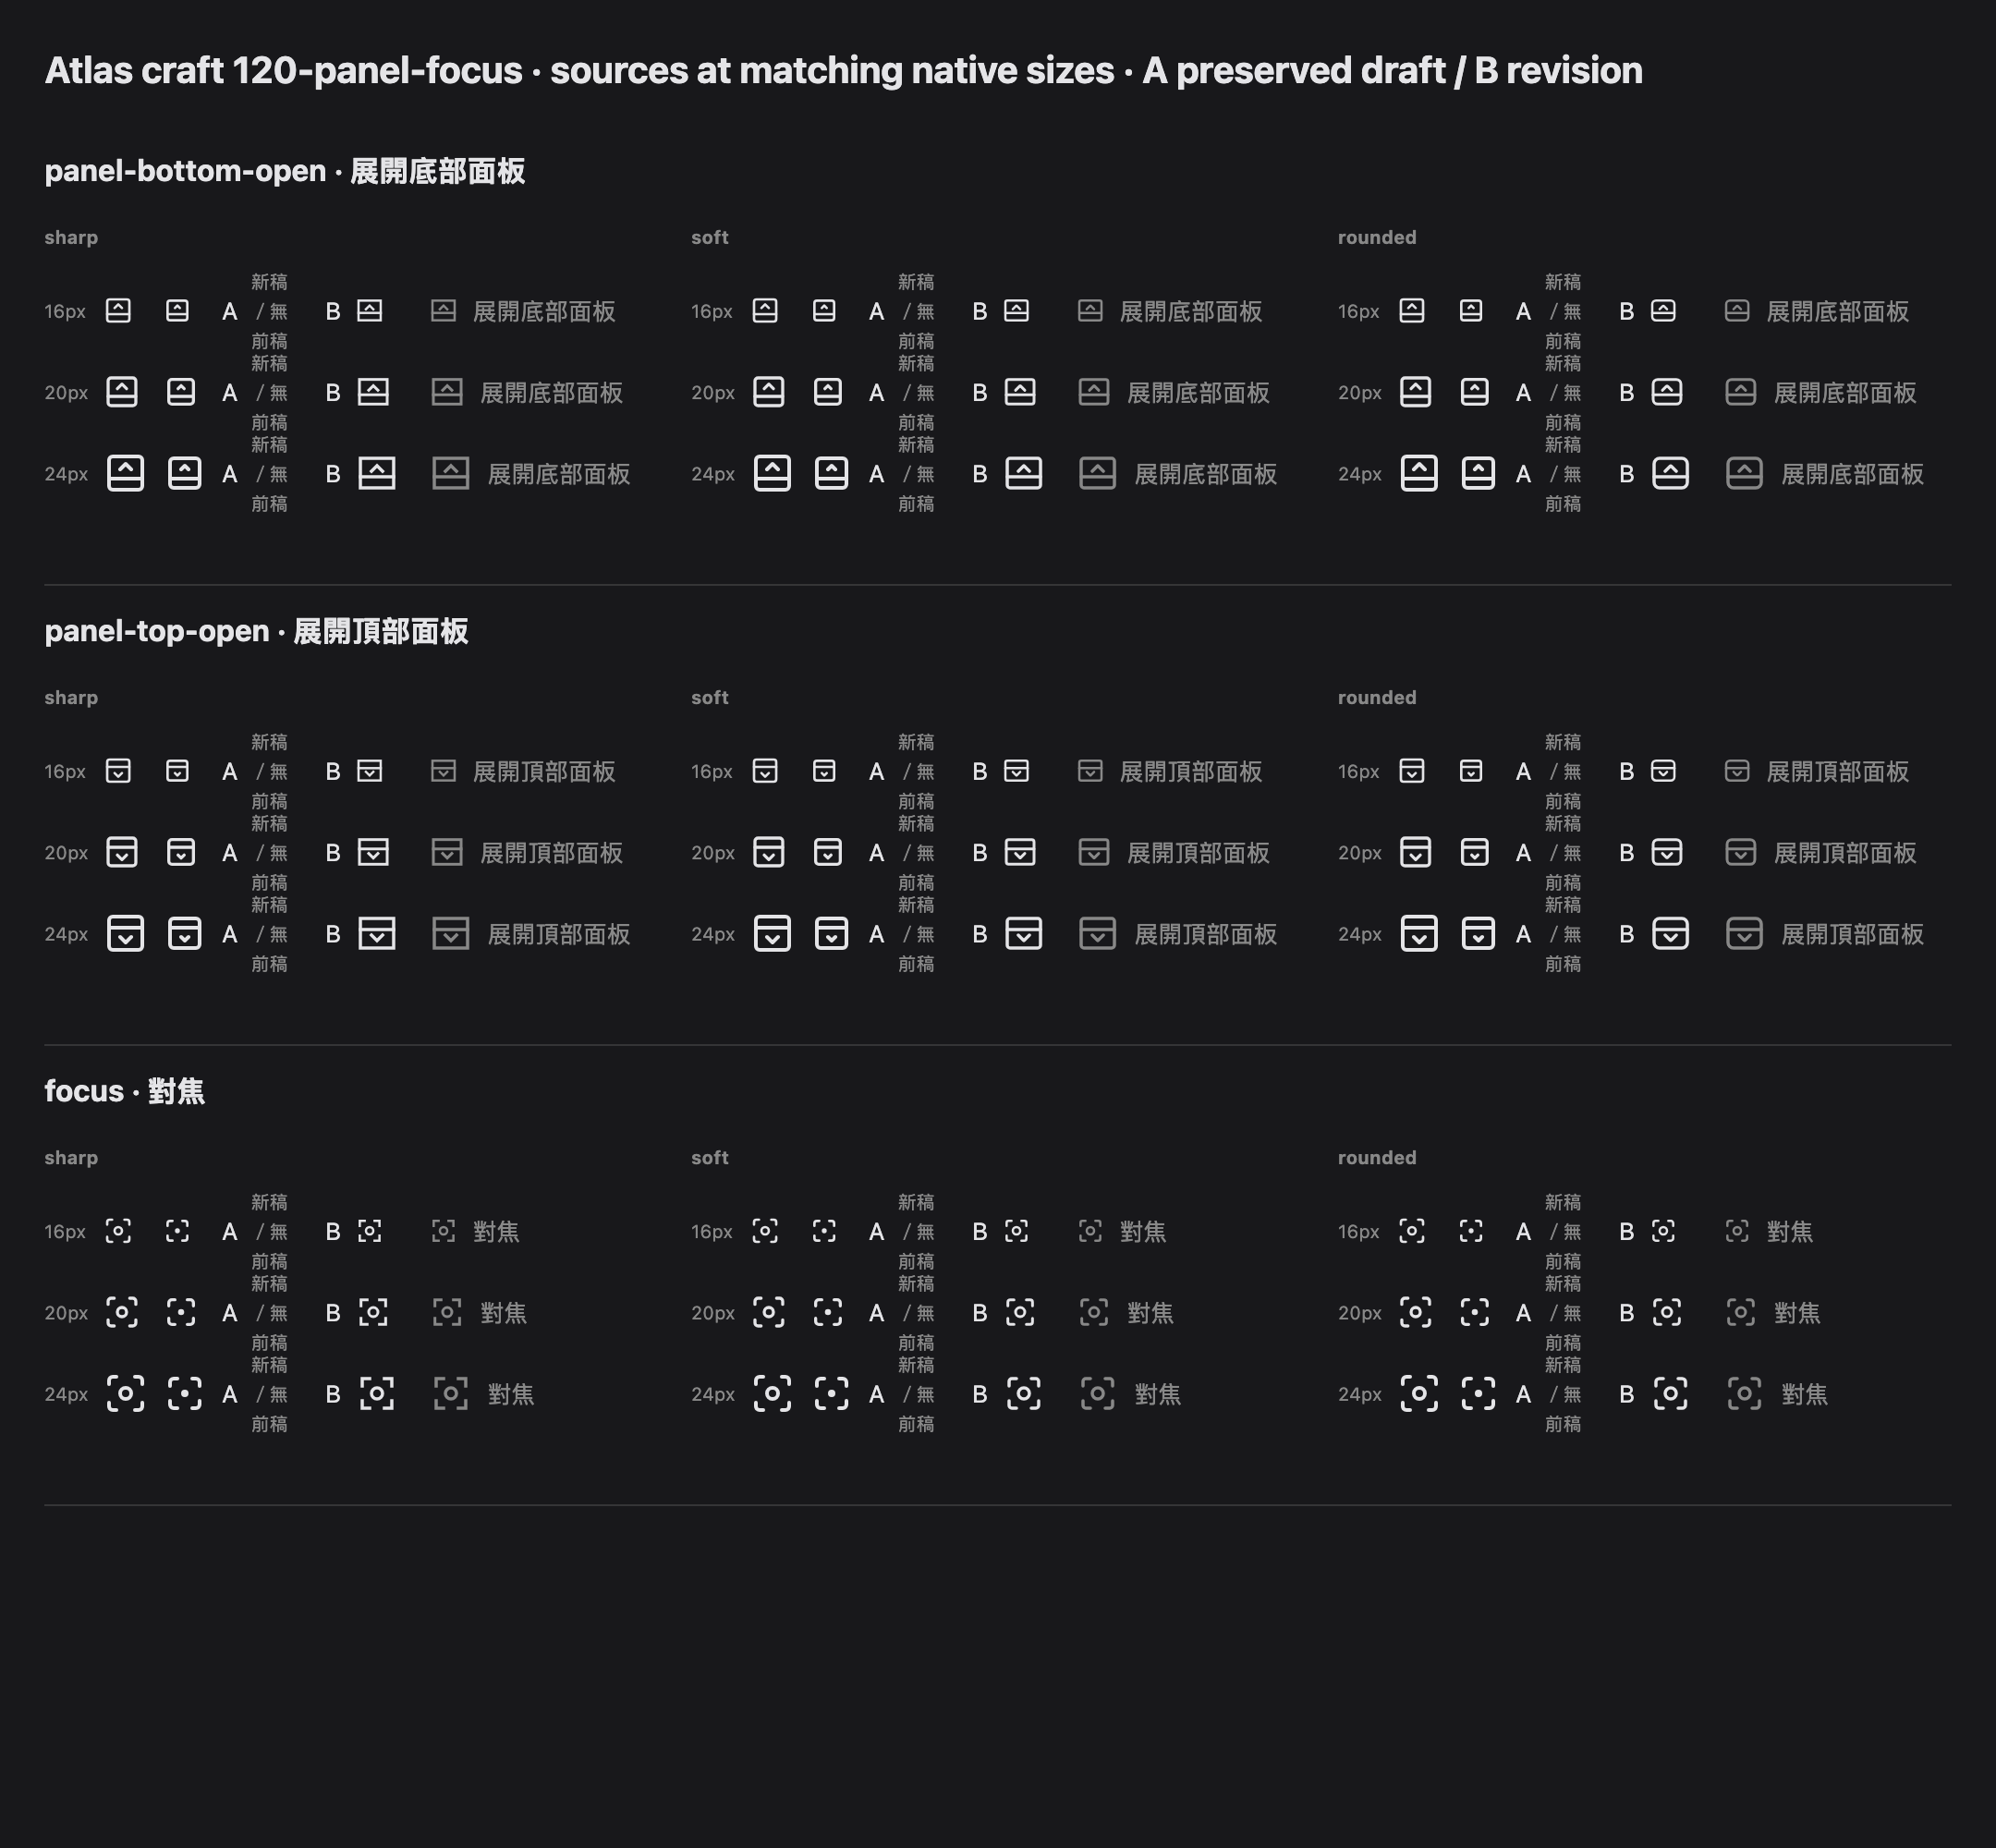 Atlas craft 120-panel-focus · sources at matching native sizes · A preserved draft / B revision
panel-bottom-open · 展開底部面板
sharp
16px A 新稿 / 無前稿 B 展開底部面板
20px A 新稿 / 無前稿 B 展開底部面板
24px A 新稿 / 無前稿 B 展開底部面板
soft
16px A 新稿 / 無前稿 B 展開底部面板
20px A 新稿 / 無前稿 B 展開底部面板
24px A 新稿 / 無前稿 B 展開底部面板
rounded
16px A 新稿 / 無前稿 B 展開底部面板
20px A 新稿 / 無前稿 B 展開底部面板
24px A 新稿 / 無前稿 B 展開底部面板
panel-top-open · 展開頂部面板
sharp
16px A 新稿 / 無前稿 B 展開頂部面板
20px A 新稿 / 無前稿 B 展開頂部面板
24px A 新稿 / 無前稿 B 展開頂部面板
soft
16px A 新稿 / 無前稿 B 展開頂部面板
20px A 新稿 / 無前稿 B 展開頂部面板
24px A 新稿 / 無前稿 B 展開頂部面板
rounded
16px A 新稿 / 無前稿 B 展開頂部面板
20px A 新稿 / 無前稿 B 展開頂部面板
24px A 新稿 / 無前稿 B 展開頂部面板
focus · 對焦
sharp
16px A 新稿 / 無前稿 B 對焦
20px A 新稿 / 無前稿 B 對焦
24px A 新稿 / 無前稿 B 對焦
soft
16px A 新稿 / 無前稿 B 對焦
20px A 新稿 / 無前稿 B 對焦
24px A 新稿 / 無前稿 B 對焦
rounded
16px A 新稿 / 無前稿 B 對焦
20px A 新稿 / 無前稿 B 對焦
24px A 新稿 / 無前稿 B 對焦